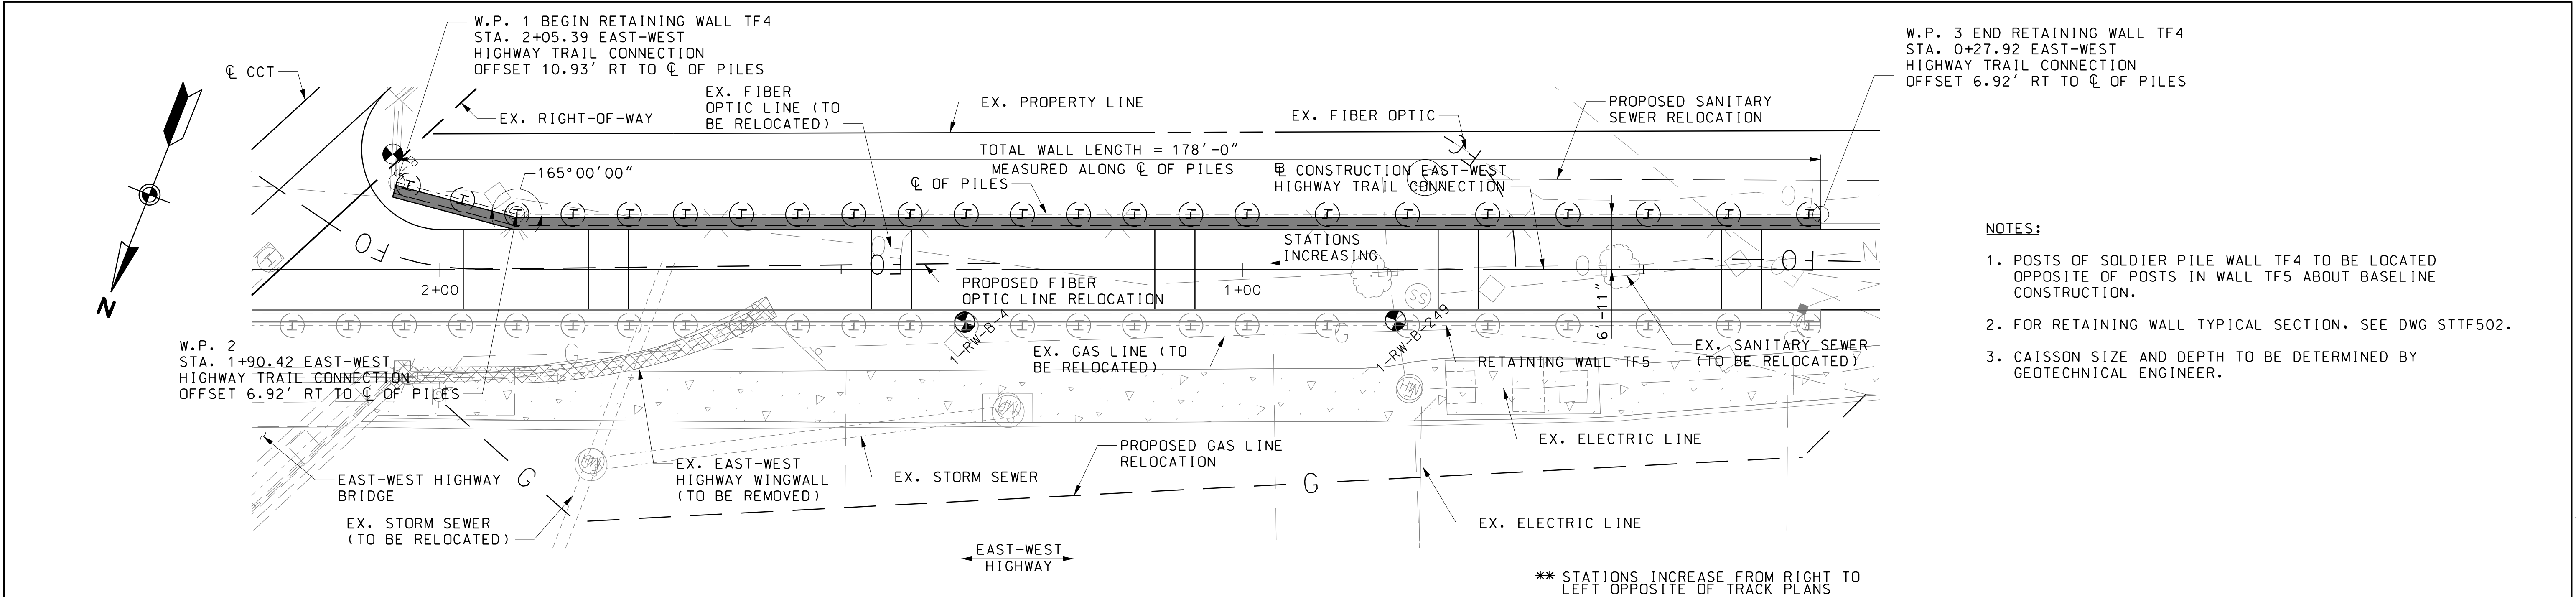 W.P. 1 BEGIN RETAINING WALL TF4
STA. 2+05.39 EAST-WEST
HIGHWAY TRAIL CONNECTION
OFFSET 10.93' RT TO ℄ OF PILES
W.P. 3 END RETAINING WALL TF4
STA. 0+27.92 EAST-WEST
HIGHWAY TRAIL CONNECTION
OFFSET 6.92' RT TO ℄ OF PILES
℄ CCT
EX. RIGHT-OF-WAY
EX. FIBER
OPTIC LINE (TO
BE RELOCATED)
EX. PROPERTY LINE
EX. FIBER OPTIC
PROPOSED SANITARY
SEWER RELOCATION
TOTAL WALL LENGTH = 178'-0"
MEASURED ALONG ℄ OF PILES
165°00'00"
℄ OF PILES
BL CONSTRUCTION EAST-WEST
HIGHWAY TRAIL CONNECTION
FO
FO
FO
STATIONS
INCREASING
2+00
1+00
PROPOSED FIBER
OPTIC LINE RELOCATION
6'-11"
SS
N
1-RW-B-4
1-RW-B-249
W.P. 2
STA. 1+90.42 EAST-WEST
HIGHWAY TRAIL CONNECTION
OFFSET 6.92' RT TO ℄ OF PILES
EX. GAS LINE (TO
BE RELOCATED)
RETAINING WALL TF5
EX. SANITARY SEWER
(TO BE RELOCATED)
MH
MH
MH
EAST-WEST HIGHWAY
BRIDGE
G
EX. EAST-WEST
HIGHWAY WINGWALL
(TO BE REMOVED)
EX. STORM SEWER
PROPOSED GAS LINE
RELOCATION
G
EX. ELECTRIC LINE
EX. STORM SEWER
(TO BE RELOCATED)
EX. ELECTRIC LINE
EAST-WEST
HIGHWAY
** STATIONS INCREASE FROM RIGHT TO
LEFT OPPOSITE OF TRACK PLANS
NOTES:
1. POSTS OF SOLDIER PILE WALL TF4 TO BE LOCATED
OPPOSITE OF POSTS IN WALL TF5 ABOUT BASELINE
CONSTRUCTION.
2. FOR RETAINING WALL TYPICAL SECTION, SEE DWG STTF502.
3. CAISSON SIZE AND DEPTH TO BE DETERMINED BY
GEOTECHNICAL ENGINEER.